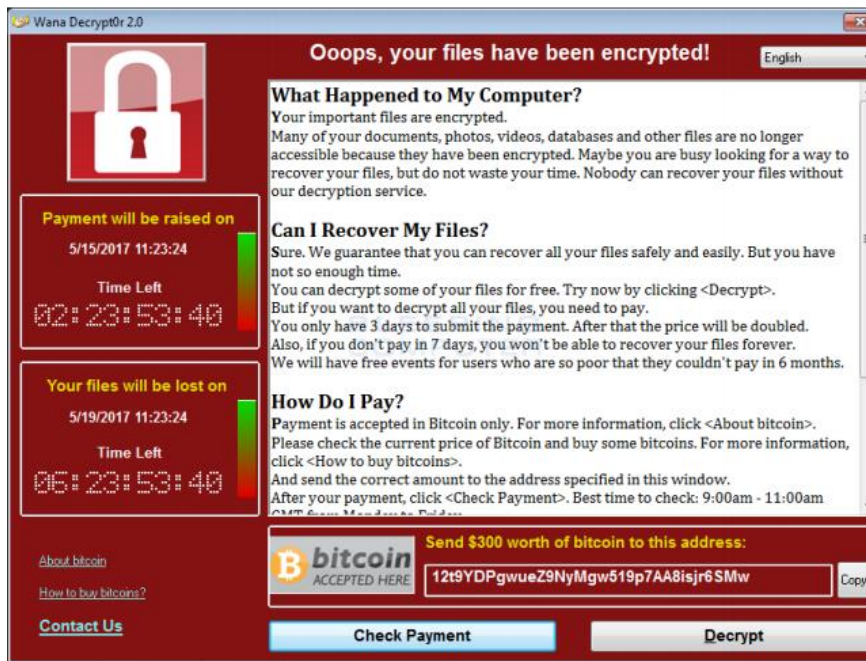 Wana Decrypt0r 2.0
Ooops, your files have been encrypted!
English
Payment will be raised on
5/15/2017 11:23:24
Time Left
02:23:53:40
Your files will be lost on
5/19/2017 11:23:24
Time Left
06:23:53:40
About bitcoin
How to buy bitcoins?
Contact Us
What Happened to My Computer?
Your important files are encrypted.
Many of your documents, photos, videos, databases and other files are no longer
accessible because they have been encrypted. Maybe you are busy looking for a way to
recover your files, but do not waste your time. Nobody can recover your files without
our decryption service.
Can I Recover My Files?
Sure. We guarantee that you can recover all your files safely and easily. But you have
not so enough time.
You can decrypt some of your files for free. Try now by clicking <Decrypt>.
But if you want to decrypt all your files, you need to pay.
You only have 3 days to submit the payment. After that the price will be doubled.
Also, if you don't pay in 7 days, you won't be able to recover your files forever.
We will have free events for users who are so poor that they couldn't pay in 6 months.
How Do I Pay?
Payment is accepted in Bitcoin only. For more information, click <About bitcoin>.
Please check the current price of Bitcoin and buy some bitcoins. For more information,
click <How to buy bitcoins>.
And send the correct amount to the address specified in this window.
After your payment, click <Check Payment>. Best time to check: 9:00am - 11:00am
GMT from Monday to Friday
bitcoin
ACCEPTED HERE
Send $300 worth of bitcoin to this address:
12t9YDPgwueZ9NyMgw519p7AA8isjr6SMw
Copy
Check Payment
Decrypt